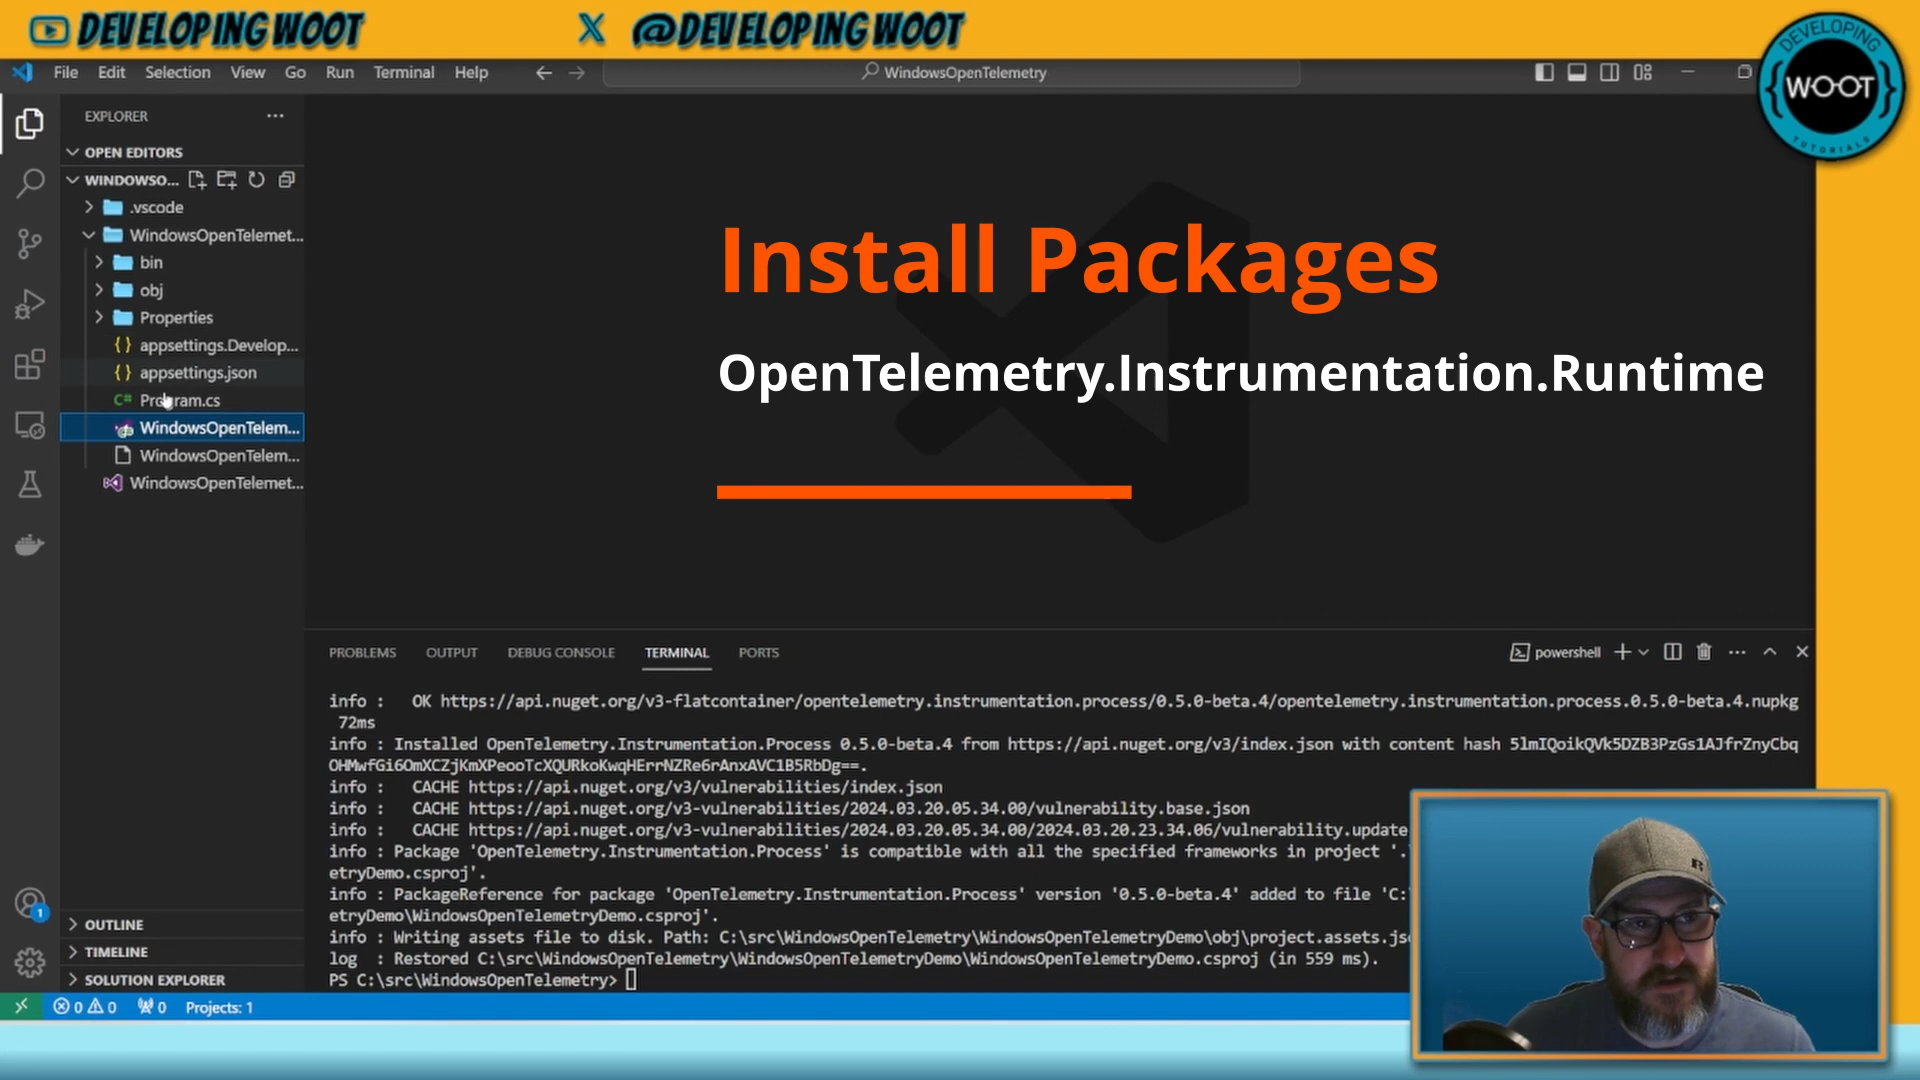 DEVELOPINGWOOT
@DEVELOPINGWOOT
DEVELOPING
WOOT
TUTORIALS
File Edit Selection View Go Run Terminal Help
WindowsOpenTelemetry
EXPLORER
OPEN EDITORS
WINDOWSO...
.vscode
WindowsOpenTelemet...
bin
obj
Properties
appsettings.Develop...
appsettings.json
Program.cs
WindowsOpenTelem...
WindowsOpenTelem...
WindowsOpenTelemet...
OUTLINE
TIMELINE
SOLUTION EXPLORER
Install Packages
OpenTelemetry.Instrumentation.Runtime
PROBLEMS OUTPUT DEBUG CONSOLE TERMINAL PORTS
powershell
info :   OK https://api.nuget.org/v3-flatcontainer/opentelemetry.instrumentation.process/0.5.0-beta.4/opentelemetry.instrumentation.process.0.5.0-beta.4.nupkg
72ms
info : Installed OpenTelemetry.Instrumentation.Process 0.5.0-beta.4 from https://api.nuget.org/v3/index.json with content hash 5lmIQoikQVk5DZB3PzGs1AJfrZnyCbq
OHMwfGi6OmXCZjKmXPeooTcXQURkoKwqHErrNZRe6rAnxAVC1B5RbDg==.
info :   CACHE https://api.nuget.org/v3/vulnerabilities/index.json
info :   CACHE https://api.nuget.org/v3-vulnerabilities/2024.03.20.05.34.00/vulnerability.base.json
info :   CACHE https://api.nuget.org/v3-vulnerabilities/2024.03.20.05.34.00/2024.03.20.23.34.06/vulnerability.update
info : Package 'OpenTelemetry.Instrumentation.Process' is compatible with all the specified frameworks in project '.
etryDemo.csproj'.
info : PackageReference for package 'OpenTelemetry.Instrumentation.Process' version '0.5.0-beta.4' added to file 'C:
etryDemo\WindowsOpenTelemetryDemo.csproj'.
info : Writing assets file to disk. Path: C:\src\WindowsOpenTelemetry\WindowsOpenTelemetryDemo\obj\project.assets.js
log  : Restored C:\src\WindowsOpenTelemetry\WindowsOpenTelemetryDemo\WindowsOpenTelemetryDemo.csproj (in 559 ms).
PS C:\src\WindowsOpenTelemetry>
1
0 0 0 Projects: 1